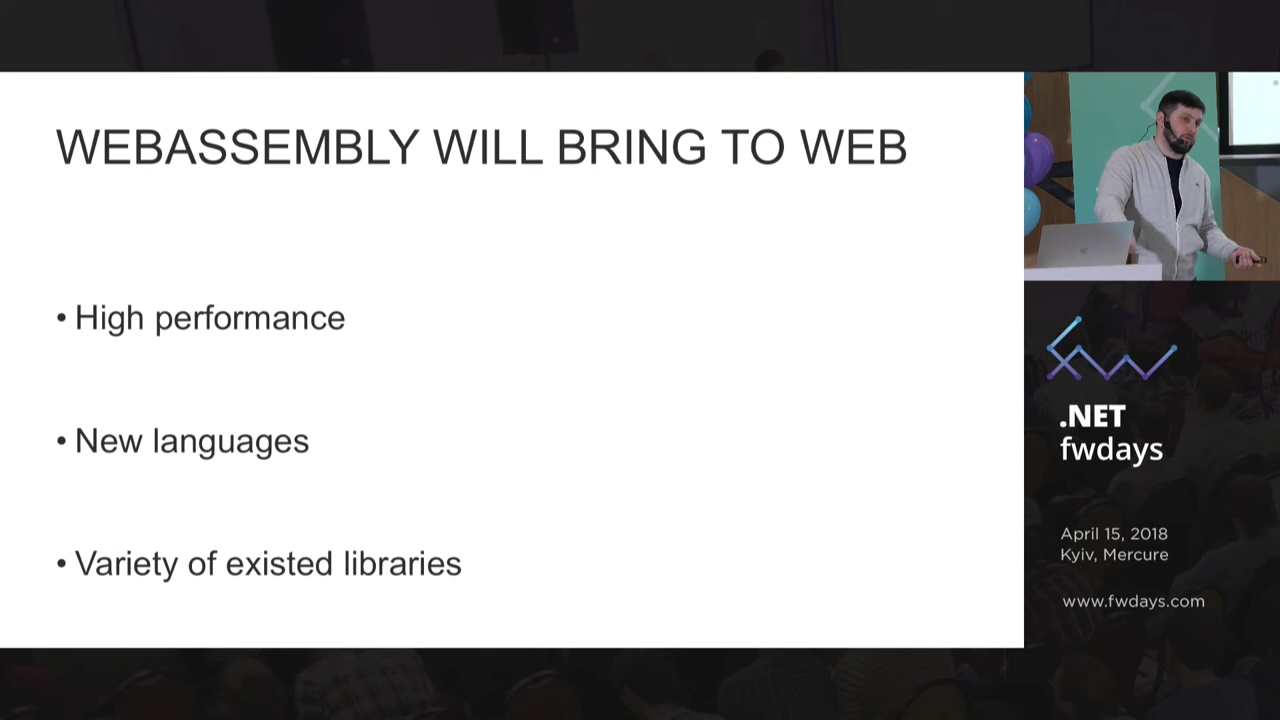 WEBASSEMBLY WILL BRING TO WEB
• High performance
• New languages
• Variety of existed libraries
.NET
fwdays
April 15, 2018
Kyiv, Mercure
www.fwdays.com